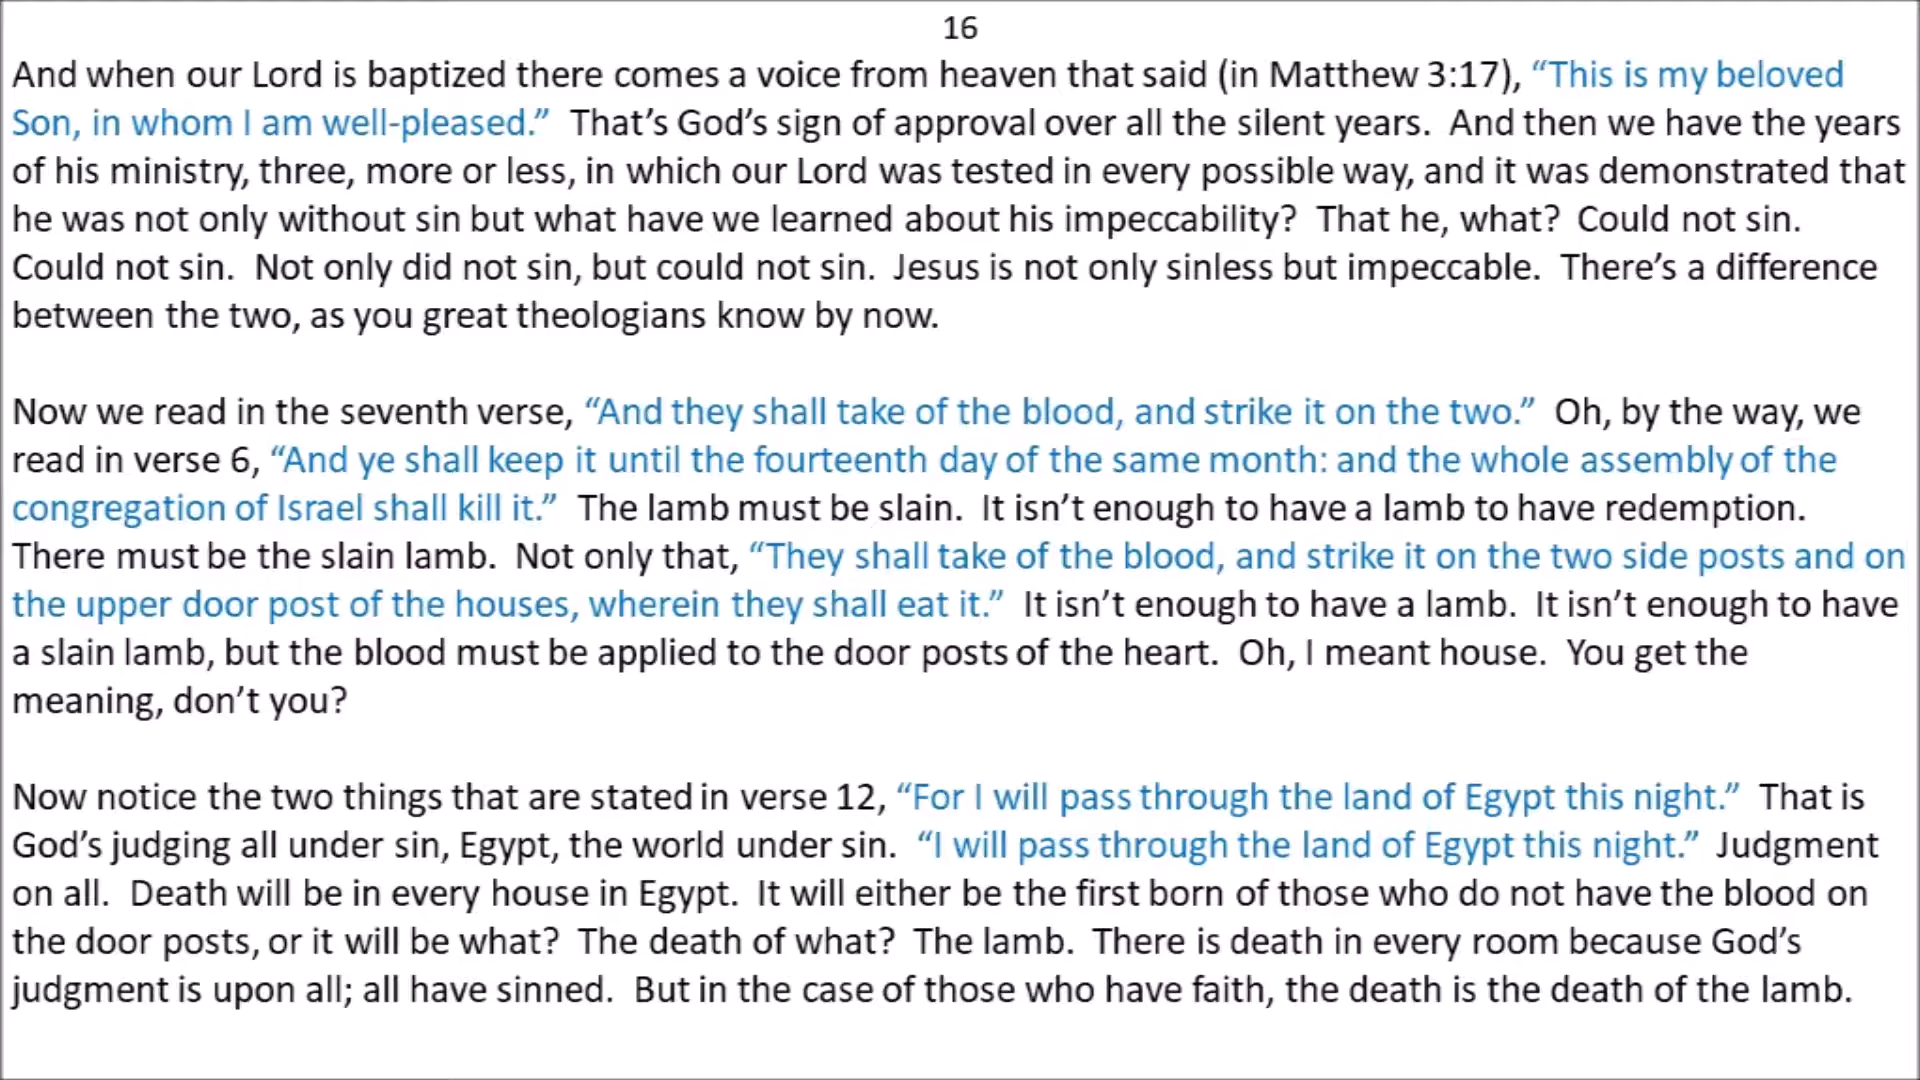 16
And when our Lord is baptized there comes a voice from heaven that said (in Matthew 3:17), “This is my beloved
Son, in whom I am well-pleased.”  That’s God’s sign of approval over all the silent years.  And then we have the years
of his ministry, three, more or less, in which our Lord was tested in every possible way, and it was demonstrated that
he was not only without sin but what have we learned about his impeccability?  That he, what?  Could not sin.
Could not sin.  Not only did not sin, but could not sin.  Jesus is not only sinless but impeccable.  There’s a difference
between the two, as you great theologians know by now.
Now we read in the seventh verse, “And they shall take of the blood, and strike it on the two.”  Oh, by the way, we
read in verse 6, “And ye shall keep it until the fourteenth day of the same month: and the whole assembly of the
congregation of Israel shall kill it.”  The lamb must be slain.  It isn’t enough to have a lamb to have redemption.
There must be the slain lamb.  Not only that, “They shall take of the blood, and strike it on the two side posts and on
the upper door post of the houses, wherein they shall eat it.”  It isn’t enough to have a lamb.  It isn’t enough to have
a slain lamb, but the blood must be applied to the door posts of the heart.  Oh, I meant house.  You get the
meaning, don’t you?
Now notice the two things that are stated in verse 12, “For I will pass through the land of Egypt this night.”  That is
God’s judging all under sin, Egypt, the world under sin.  “I will pass through the land of Egypt this night.”  Judgment
on all.  Death will be in every house in Egypt.  It will either be the first born of those who do not have the blood on
the door posts, or it will be what?  The death of what?  The lamb.  There is death in every room because God’s
judgment is upon all; all have sinned.  But in the case of those who have faith, the death is the death of the lamb.